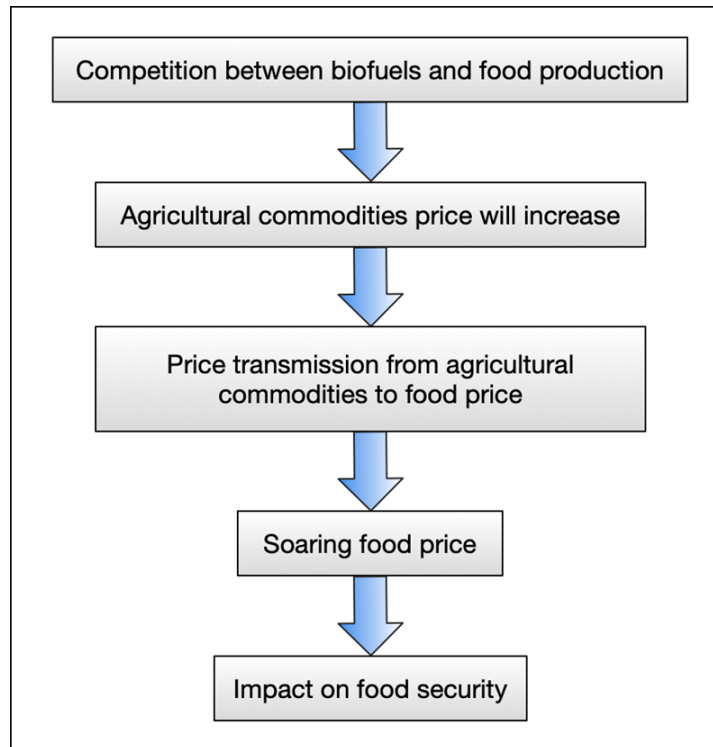 Competition between biofuels and food production
Agricultural commodities price will increase
Price transmission from agricultural
commodities to food price
Soaring food price
Impact on food security